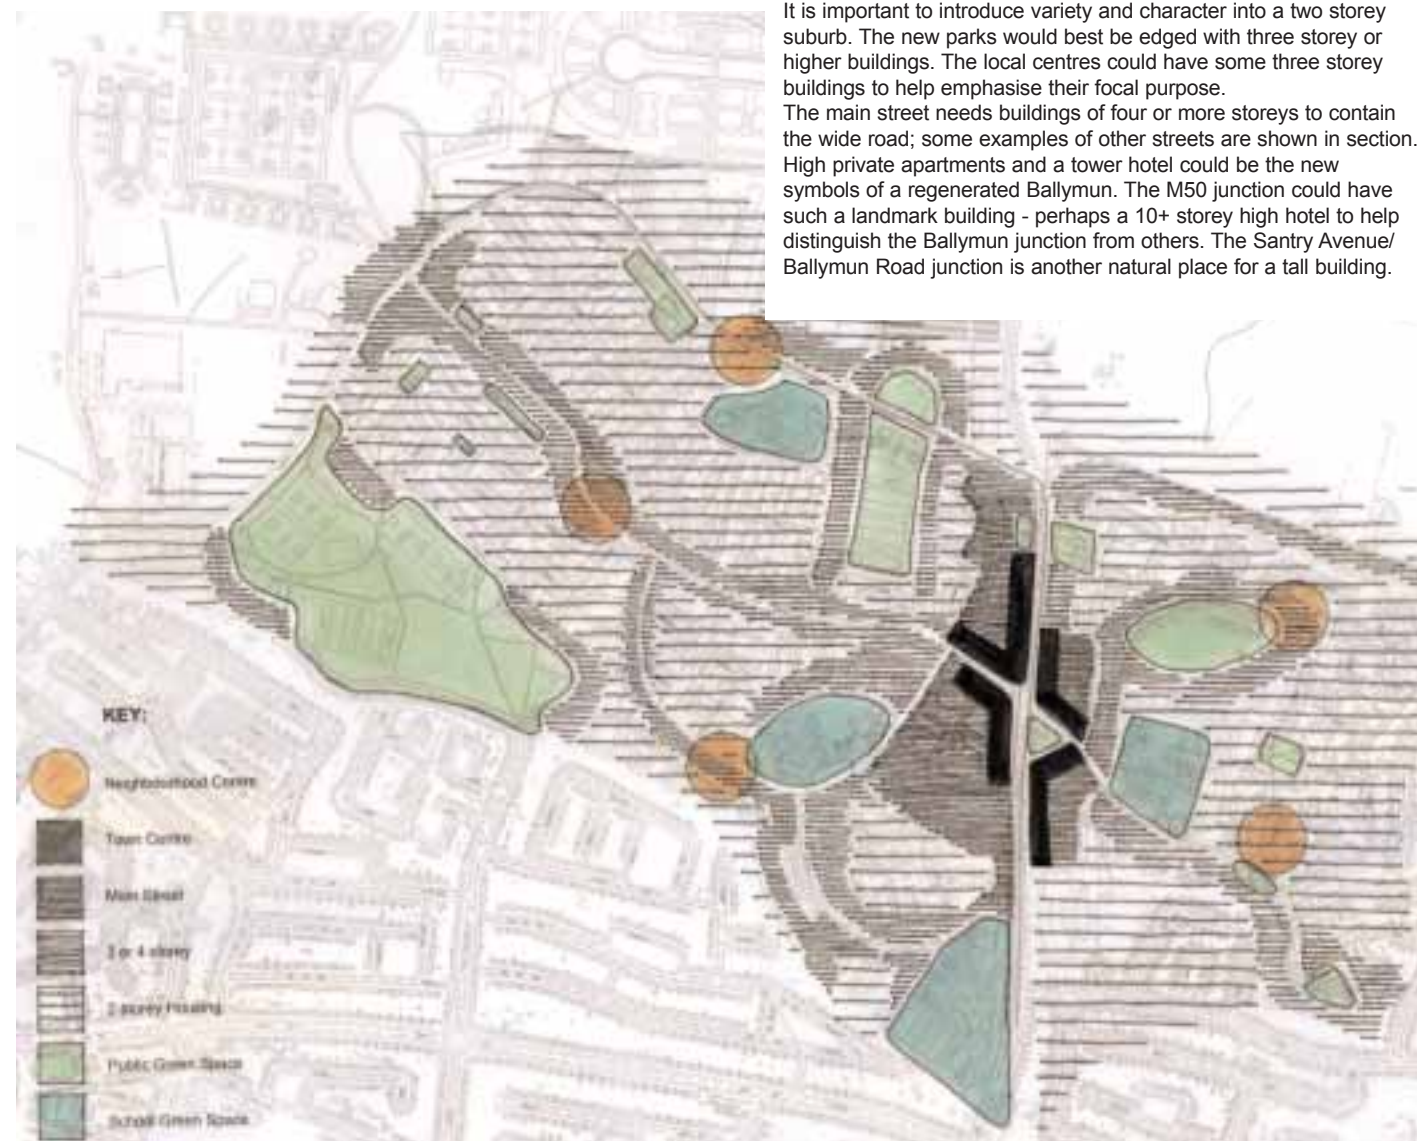 It is important to introduce variety and character into a two storey
suburb. The new parks would best be edged with three storey or
higher buildings. The local centres could have some three storey
buildings to help emphasise their focal purpose.
The main street needs buildings of four or more storeys to contain
the wide road; some examples of other streets are shown in section.
High private apartments and a tower hotel could be the new
symbols of a regenerated Ballymun. The M50 junction could have
such a landmark building - perhaps a 10+ storey high hotel to help
distinguish the Ballymun junction from others. The Santry Avenue/
Ballymun Road junction is another natural place for a tall building.
KEY:
Neighbourhood Centre
Town Centre
Main Street
3 or 4 storey
2 storey Housing
Public Green Space
School Green Space